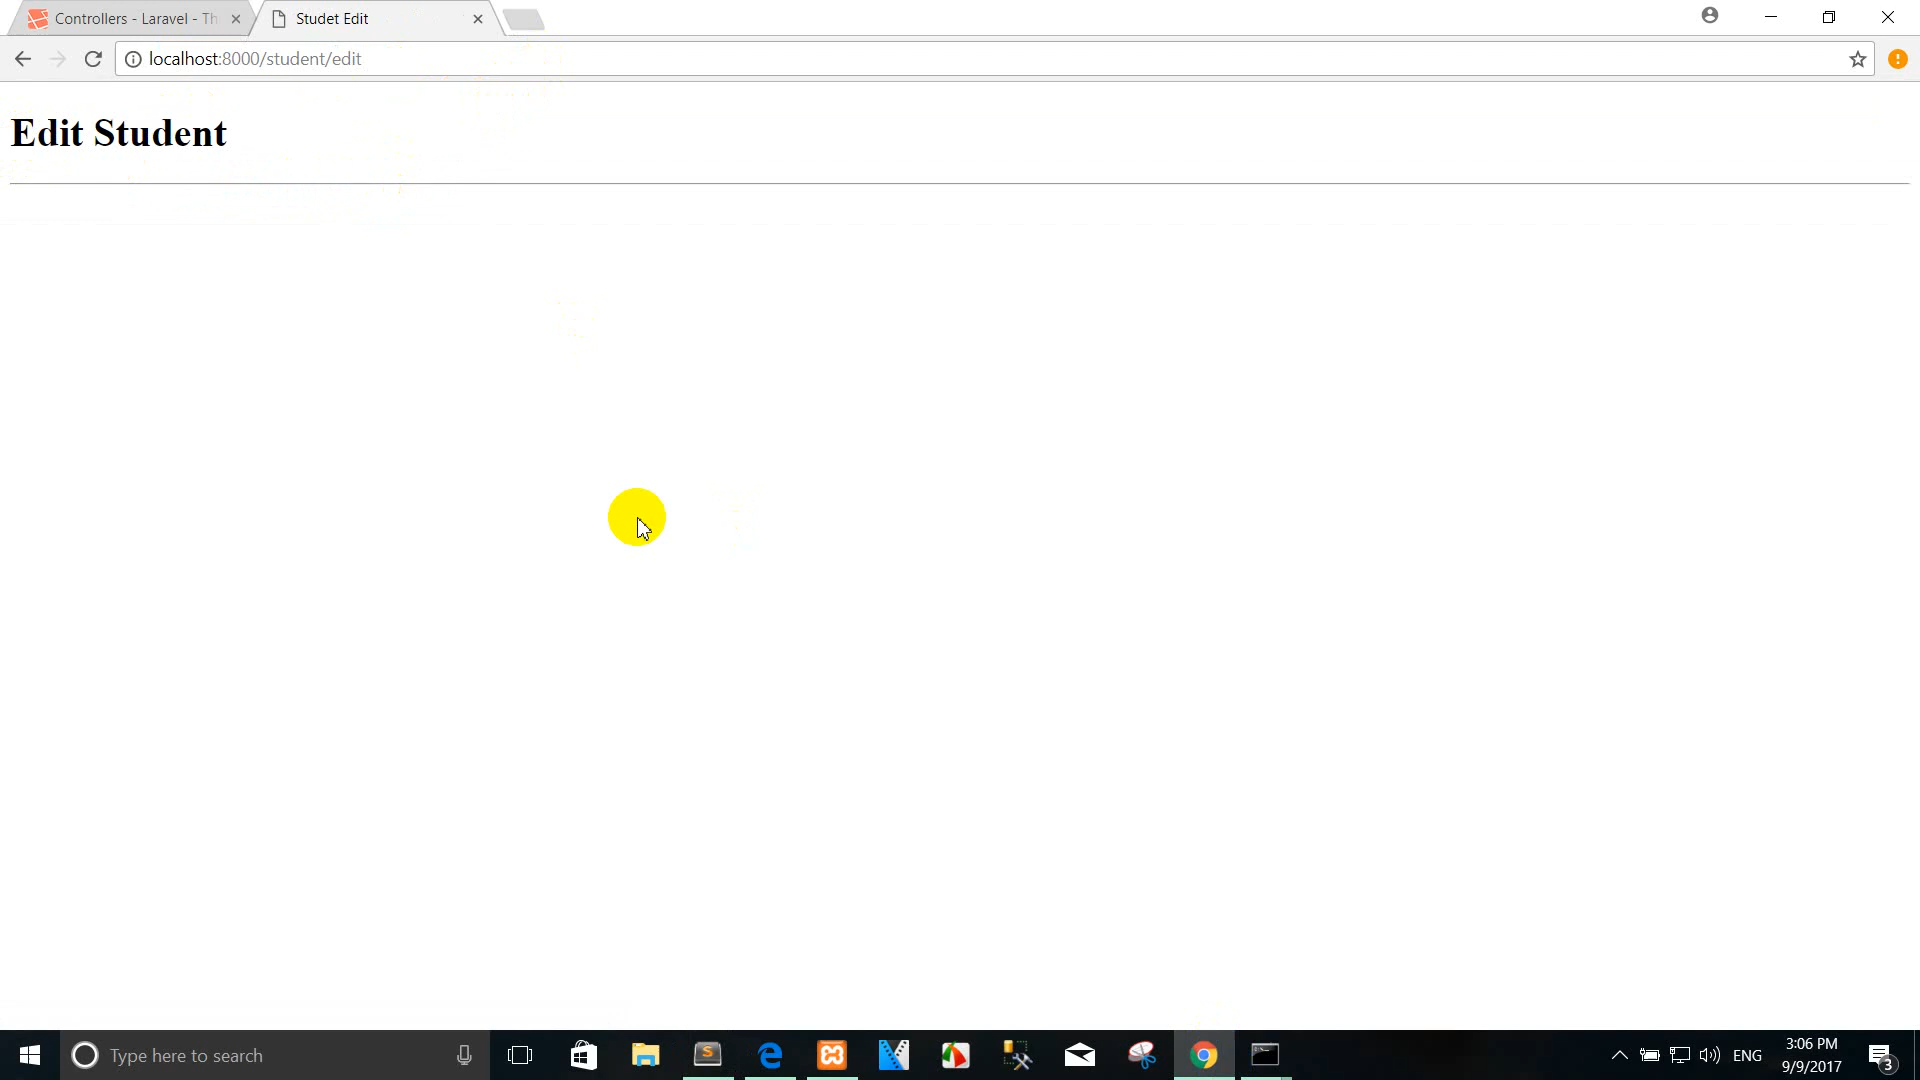 Controllers - Laravel - Th
Studet Edit
localhost:8000/student/edit
Edit Student
Type here to search
ENG
3:06 PM
9/9/2017
3